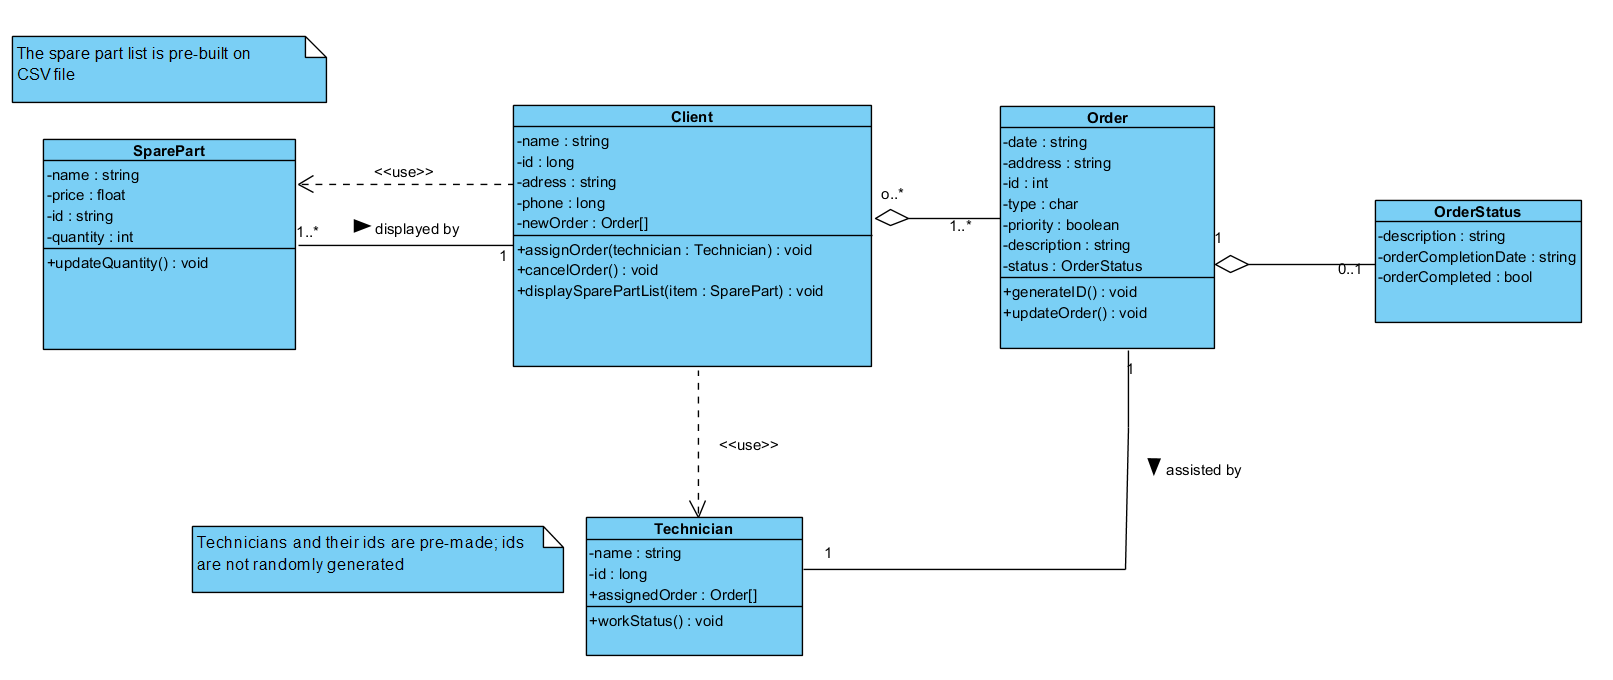 The spare part list is pre-built on
CSV file
SparePart
-name : string
-price : float
-id : string
-quantity : int
+updateQuantity() : void
<<use>>
1..*
displayed by
1
Client
-name : string
-id : long
-adress : string
-phone : long
-newOrder : Order[]
+assignOrder(technician : Technician) : void
+cancelOrder() : void
+displaySparePartList(item : SparePart) : void
o..*
1..*
Order
-date : string
-address : string
-id : int
-type : char
-priority : boolean
-description : string
-status : OrderStatus
+generateID() : void
+updateOrder() : void
1
0..1
OrderStatus
-description : string
-orderCompletionDate : string
-orderCompleted : bool
1
<<use>>
assisted by
Technicians and their ids are pre-made; ids
are not randomly generated
Technician
-name : string
-id : long
+assignedOrder : Order[]
+workStatus() : void
1